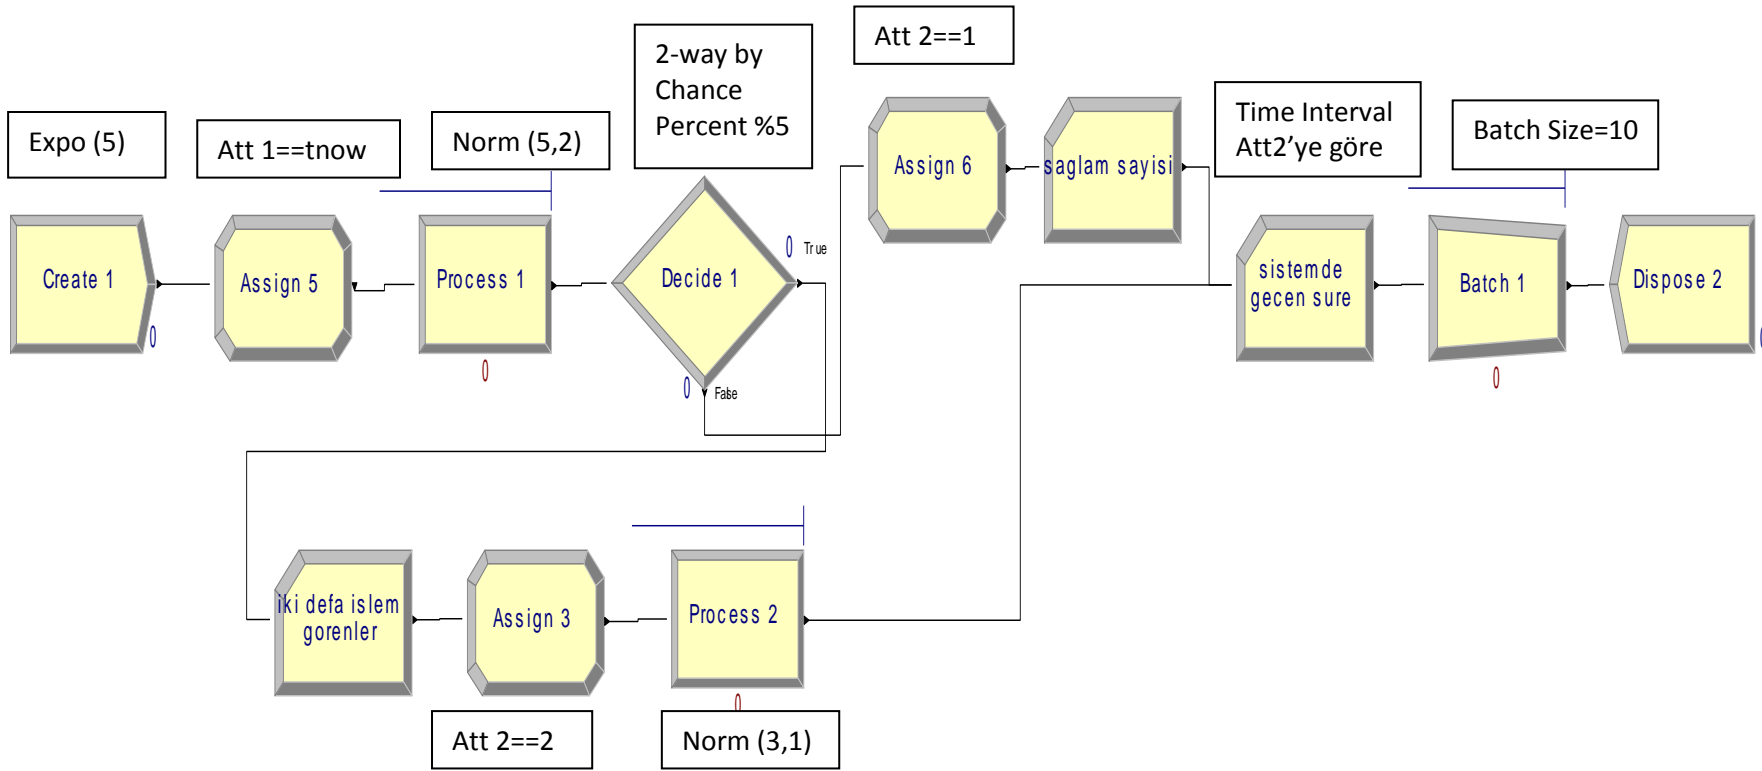 Att 2==1
2-way by
Chance
Percent %5
Expo (5)
Att 1==tnow
Norm (5,2)
Time Interval
Att2’ye göre
Batch Size=10
Create 1
0
Assign 5
Process 1
0
Decide 1
0
True
0
False
Assign 6
saglam sayisi
sistemde
gecen sure
Batch 1
0
Dispose 2
iki defa islem
gorenler
Assign 3
Process 2
0
Att 2==2
Norm (3,1)